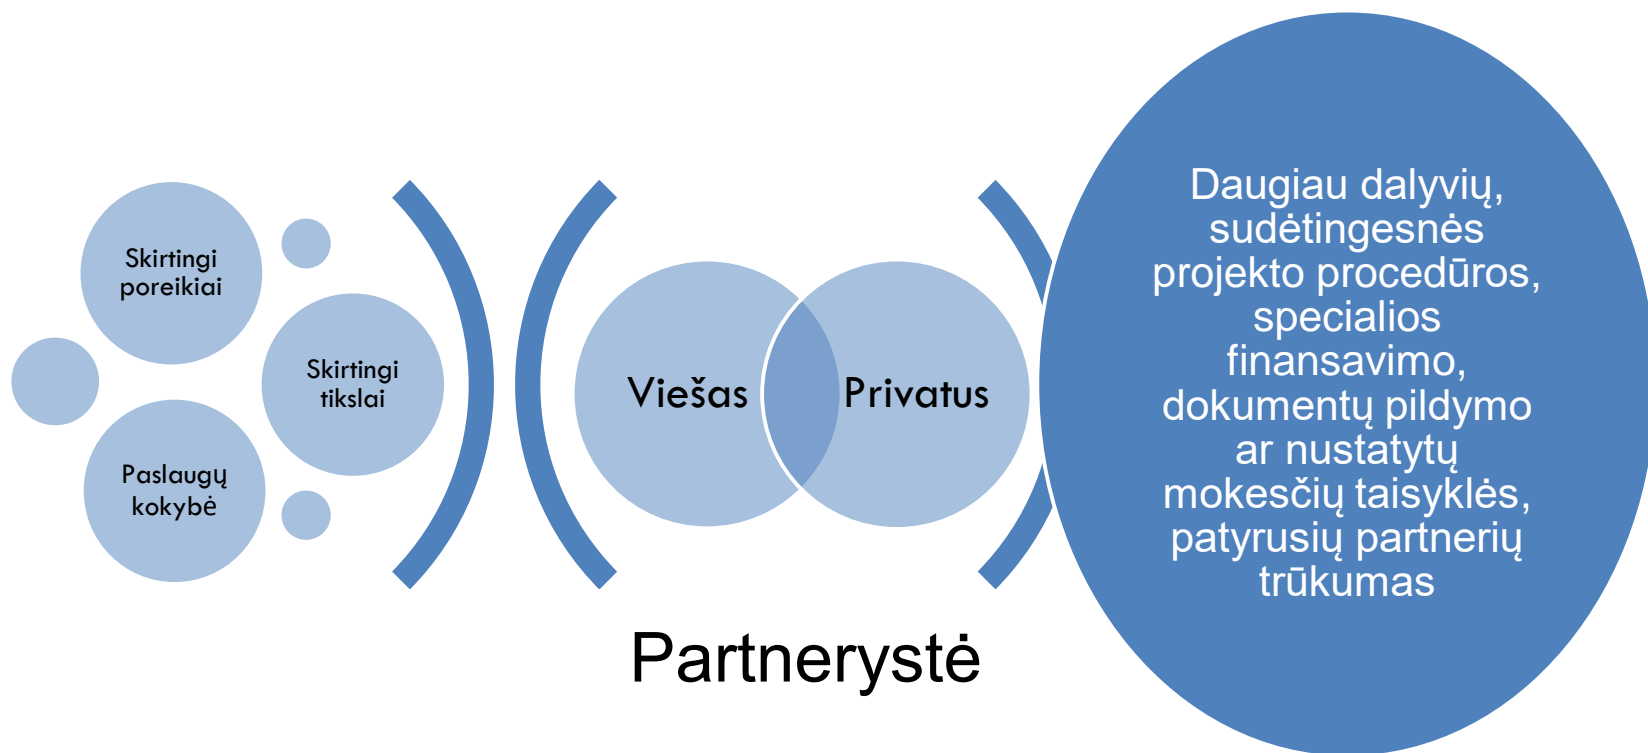 Skirtingi
poreikiai
Skirtingi
tikslai
Paslaugų
kokybė
Viešas
Privatus
Partnerystė
Daugiau dalyvių,
sudėtingesnės
projekto procedūros,
specialios
finansavimo,
dokumentų pildymo
ar nustatytų
mokesčių taisyklės,
patyrusių partnerių
trūkumas